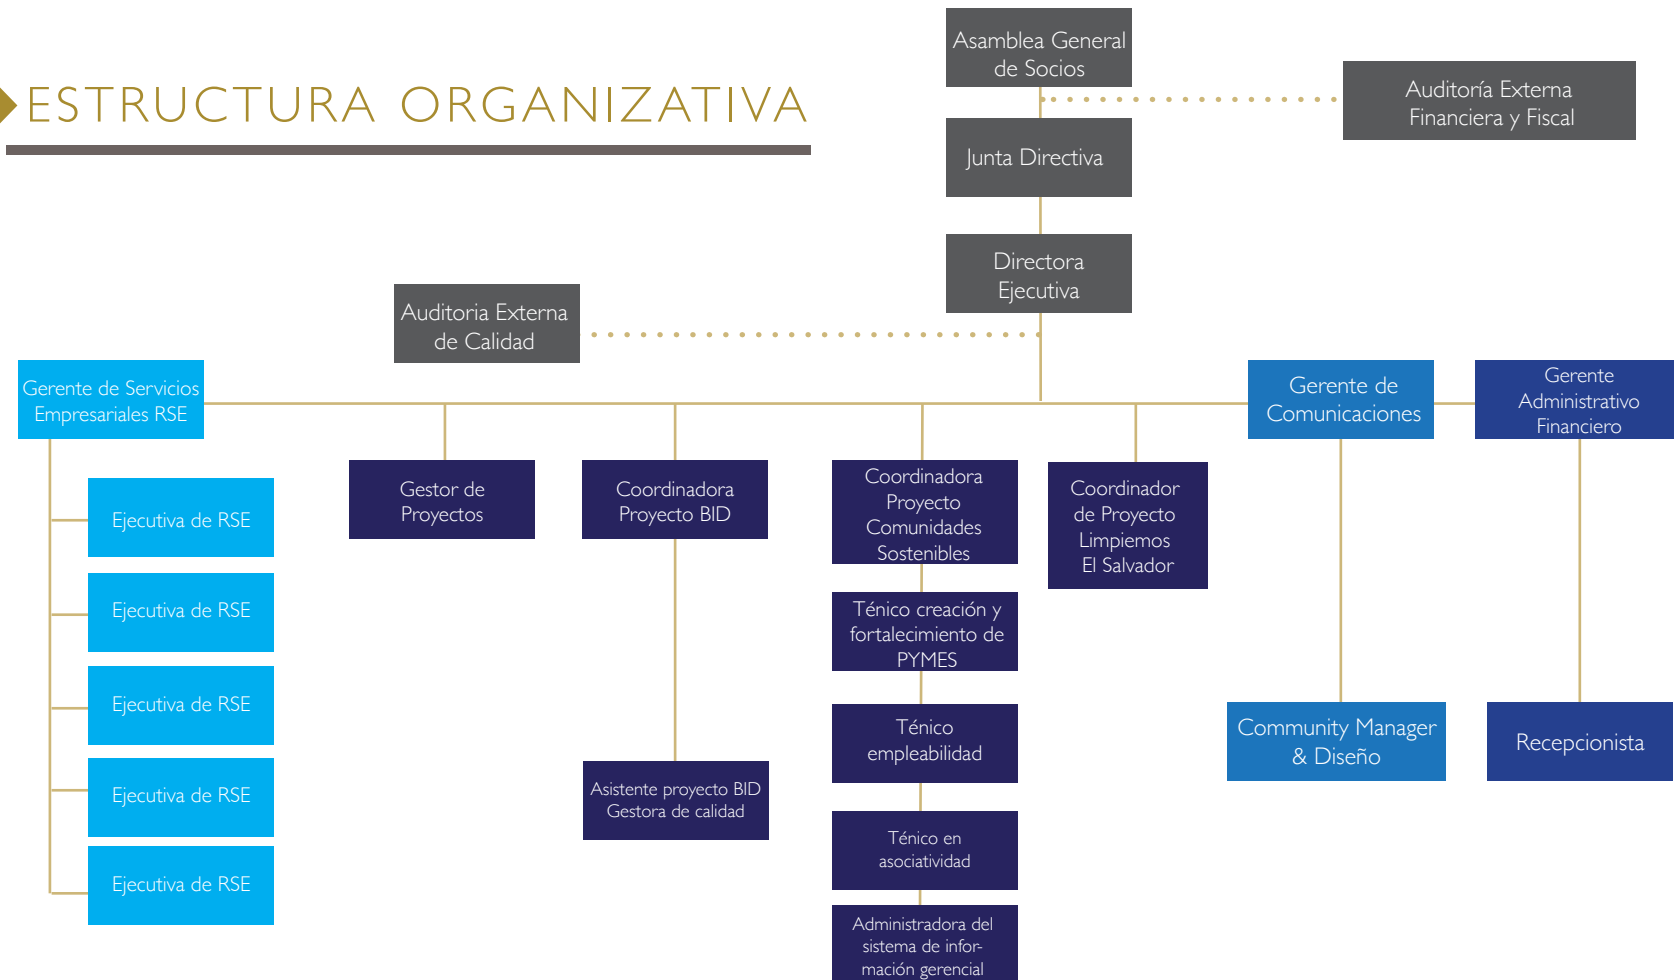 ESTRUCTURA ORGANIZATIVA
Asamblea General
de Socios
Auditoría Externa
Financiera y Fiscal
Junta Directiva
Directora
Ejecutiva
Auditoria Externa
de Calidad
Gerente de Servicios
Empresariales RSE
Gerente de
Comunicaciones
Gerente
Administrativo
Financiero
Ejecutiva de RSE
Ejecutiva de RSE
Ejecutiva de RSE
Ejecutiva de RSE
Ejecutiva de RSE
Gestor de
Proyectos
Coordinadora
Proyecto BID
Asistente proyecto BID
Gestora de calidad
Coordinadora
Proyecto
Comunidades
Sostenibles
Ténico creación y
fortalecimiento de
PYMES
Ténico
empleabilidad
Ténico en
asociatividad
Administradora del
sistema de infor-
mación gerencial
Coordinador
de Proyecto
Limpiemos
El Salvador
Community Manager
& Diseño
Recepcionista